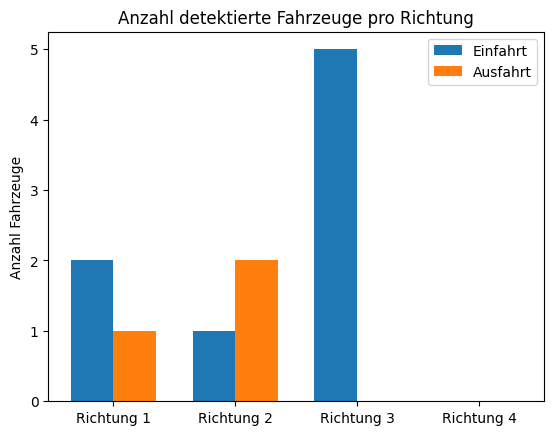 Anzahl detektierte Fahrzeuge pro Richtung
Einfahrt
Ausfahrt
Anzahl Fahrzeuge
5
4
3
2
1
0
Richtung 1 Richtung 2 Richtung 3 Richtung 4